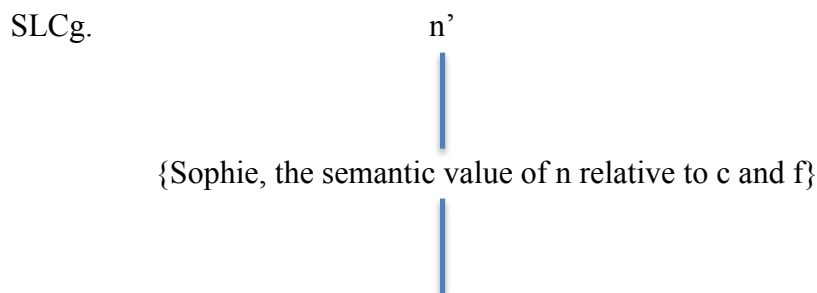 SLCg. n’
{Sophie, the semantic value of n relative to c and f}